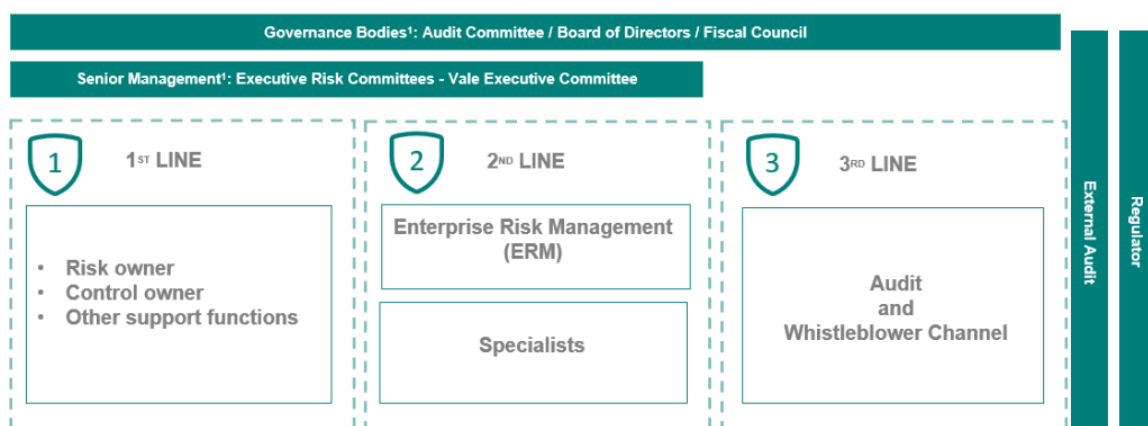 Governance Bodies¹: Audit Committee / Board of Directors / Fiscal Council
Senior Management¹: Executive Risk Committees - Vale Executive Committee
1
1ST LINE
• Risk owner
• Control owner
• Other support functions
2
2ND LINE
Enterprise Risk Management
(ERM)
Specialists
3
3RD LINE
Audit
and
Whistleblower Channel
External Audit
Regulator